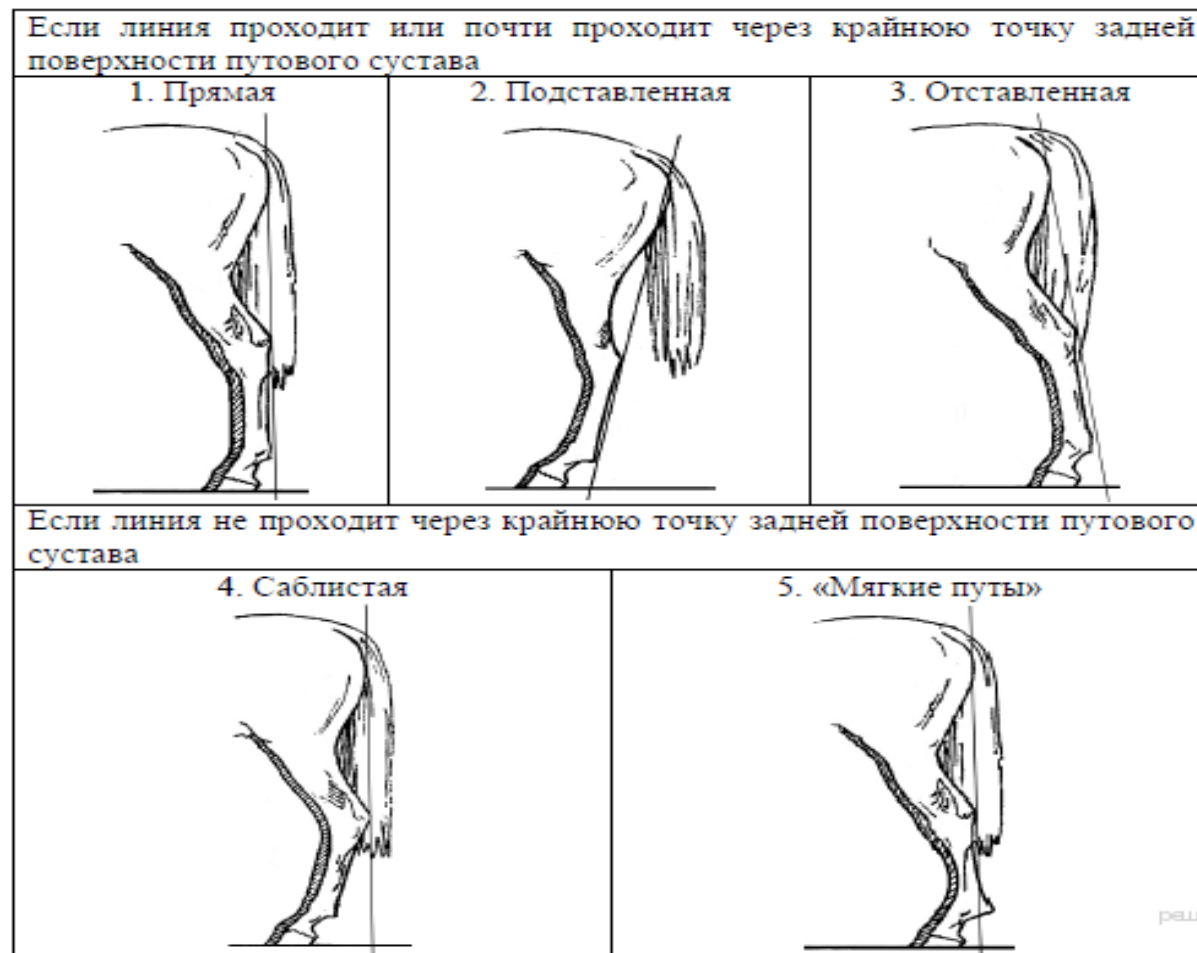 Если линия проходит или почти проходит через крайнюю точку задней
поверхности путового сустава
1. Прямая
2. Подставленная
3. Отставленная
Если линия не проходит через крайнюю точку задней поверхности путового
сустава
4. Саблистая
5. «Мягкие путы»